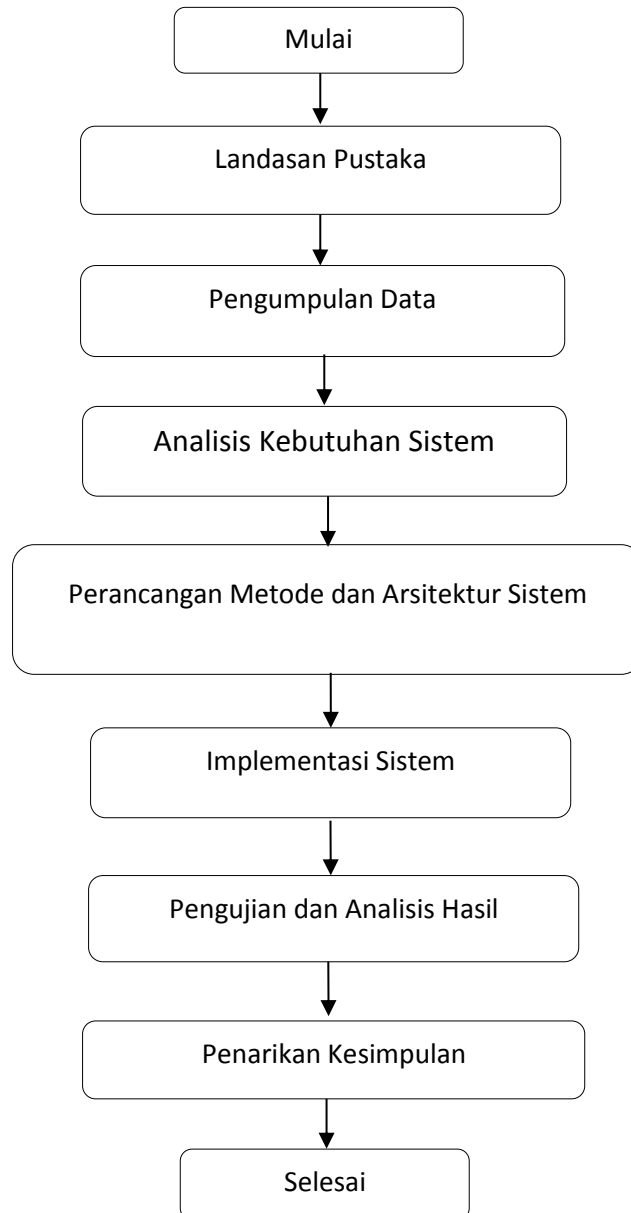 Mulai
Landasan Pustaka
Pengumpulan Data
Analisis Kebutuhan Sistem
Perancangan Metode dan Arsitektur Sistem
Implementasi Sistem
Pengujian dan Analisis Hasil
Penarikan Kesimpulan
Selesai